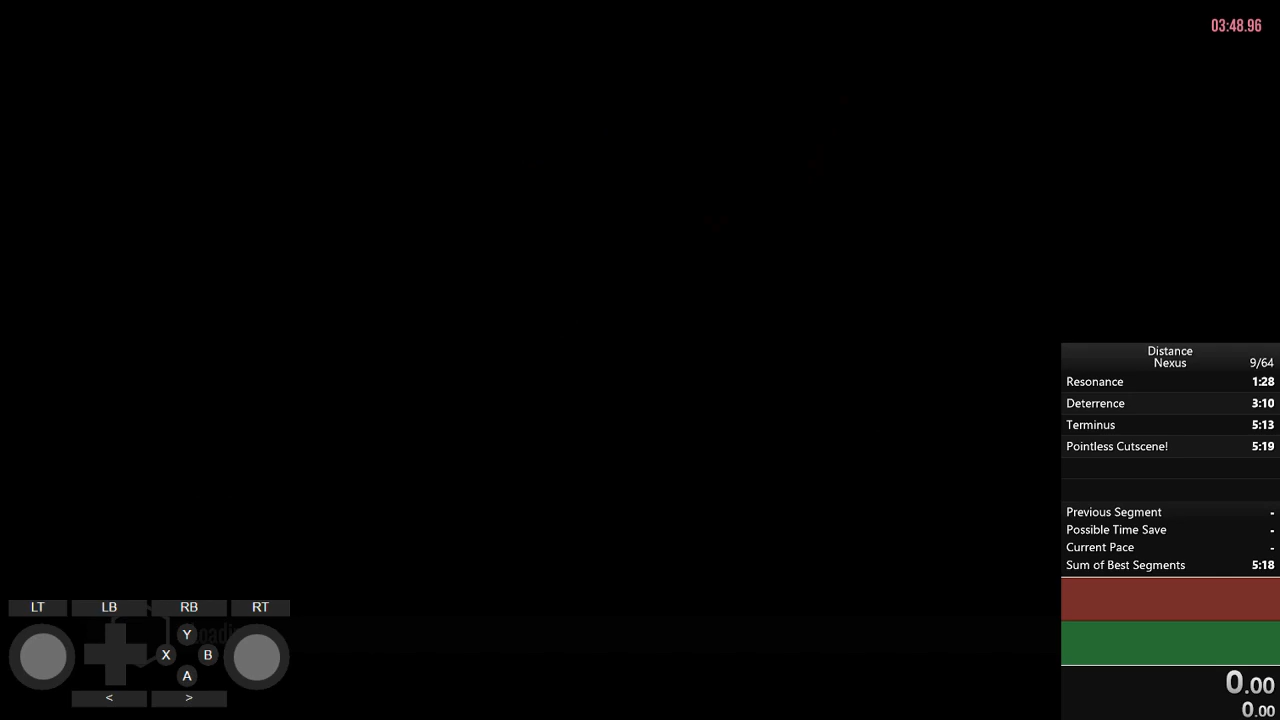 03:48.96
Distance
Nexus 9/64
Resonance 1:28
Deterrence 3:10
Terminus 5:13
Pointless Cutscene! 5:19
Previous Segment -
Possible Time Save -
Current Pace -
Sum of Best Segments 5:18
LT LB RB RT
Y
X B
A
< >
0.00
0.00